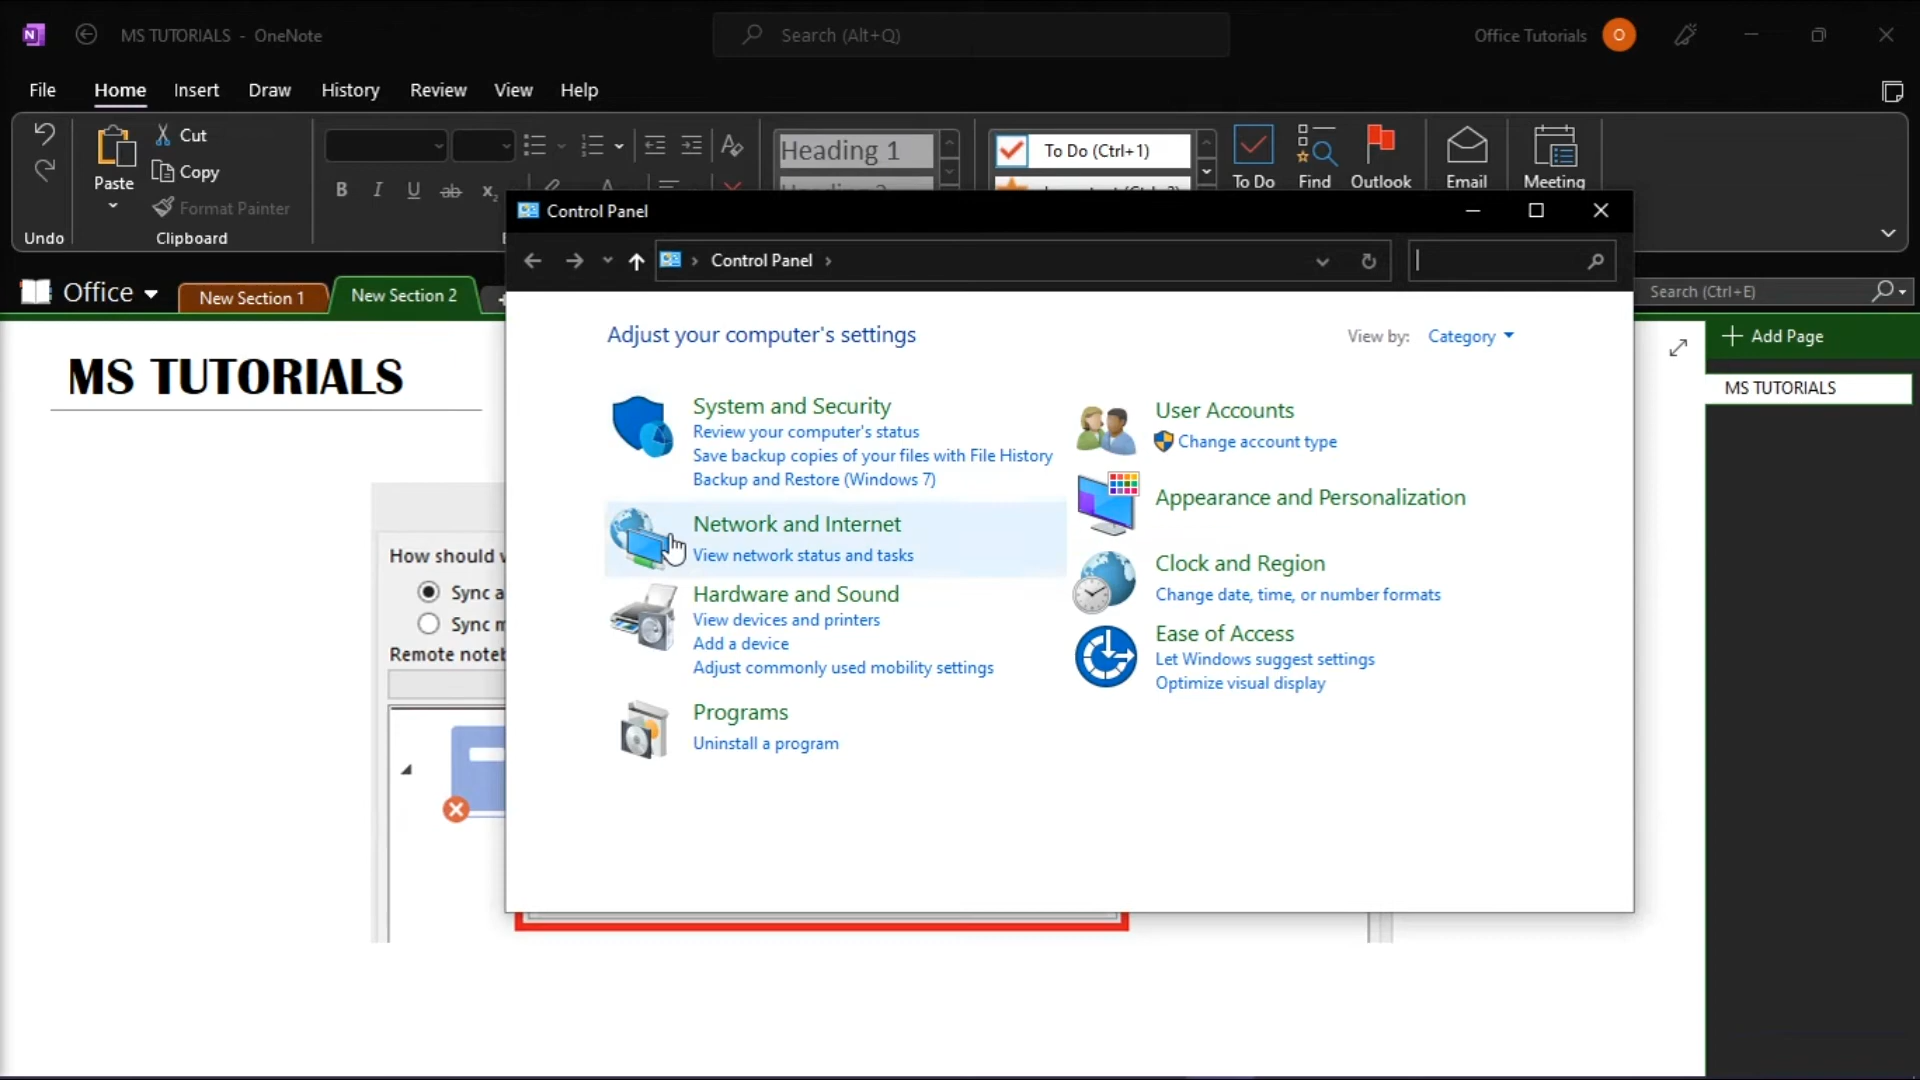 MS TUTORIALS - OneNote
Search (Alt+Q)
Office Tutorials
O
File
Home
Insert
Draw
History
Review
View
Help
Undo
Paste
Cut
Copy
Format Painter
Clipboard
Heading 1
To Do (Ctrl+1)
To Do
Find
Outlook
Email
Meeting
Office
New Section 1
New Section 2
Search (Ctrl+E)
Add Page
MS TUTORIALS
MS TUTORIALS
How should
Sync
Sync
Remote
Control Panel
Control Panel
Adjust your computer's settings
View by: Category
System and Security
Review your computer's status
Save backup copies of your files with File History
Backup and Restore (Windows 7)
Network and Internet
View network status and tasks
Hardware and Sound
View devices and printers
Add a device
Adjust commonly used mobility settings
Programs
Uninstall a program
User Accounts
Change account type
Appearance and Personalization
Clock and Region
Change date, time, or number formats
Ease of Access
Let Windows suggest settings
Optimize visual display